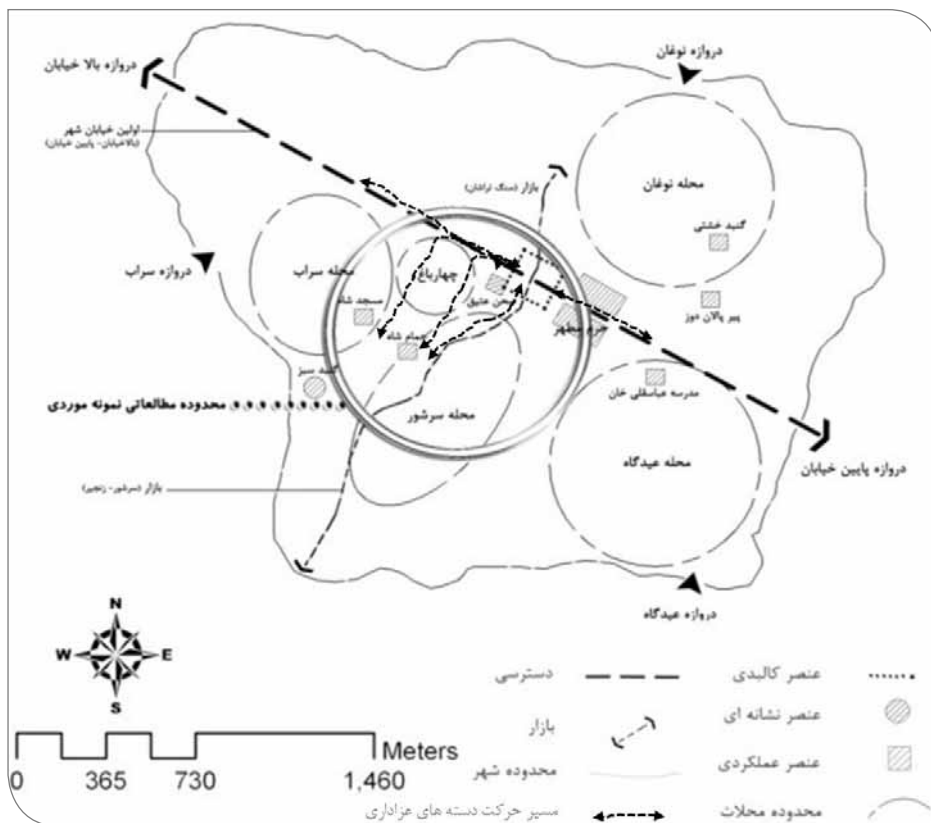 دروازه نوغان
دروازه بالا خیابان
اولین خیابان شهر
(بالاخیابان- پایین خیابان)
بازار (سنگ تراشان)
محله نوغان
گنبد خشتی
دروازه سراب
محله سراب
چهارباغ
صحن عتیق
پیر پالان دوز
مسجد شاه
حرم مطهر
حمام شاه
گنبد سبز
مدرسه عباسقلی خان
محدوده مطالعاتی نمونه موردی
محله سرشور
محله عیدگاه
دروازه پایین خیابان
بازار (سرشور- زنجیر)
دروازه عیدگاه
N
W E
S
Meters
0 365 730 1,460
عنصر کالبدی
دسترسی
عنصر نشانه ای
بازار
عنصر عملکردی
محدوده شهر
محدوده محلات
مسیر حرکت دسته های عزاداری